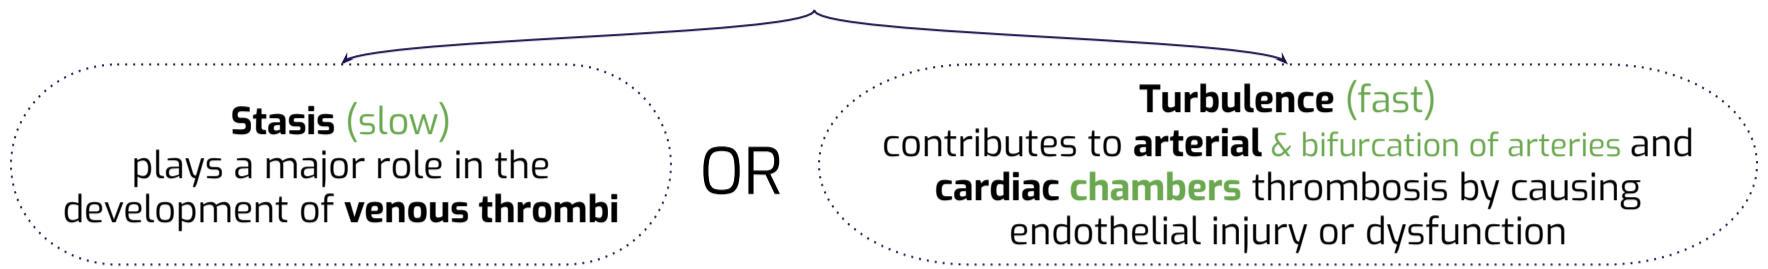 Stasis (slow)
plays a major role in the
development of venous thrombi
OR
Turbulence (fast)
contributes to arterial & bifurcation of arteries and
cardiac chambers thrombosis by causing
endothelial injury or dysfunction